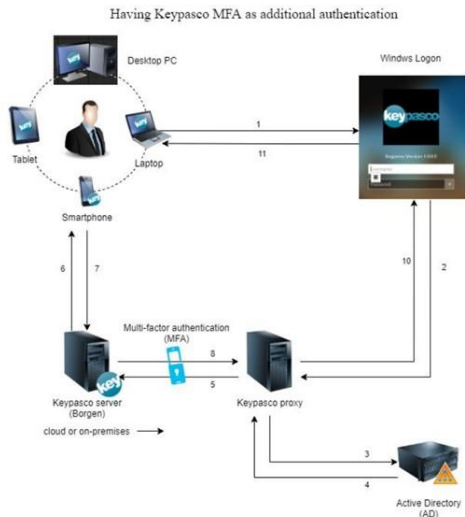 Having Keypasco MFA as additional authentication
Desktop PC
Windws Logon
key
keypasco
Tablet
Laptop
Smartphone
1
11
6
7
10
2
Multi-factor authentication
(MFA)
8
5
key
Keypasco server
(Borgen)
Keypasco proxy
cloud or on-premises
3
4
Active Directory
(AD)